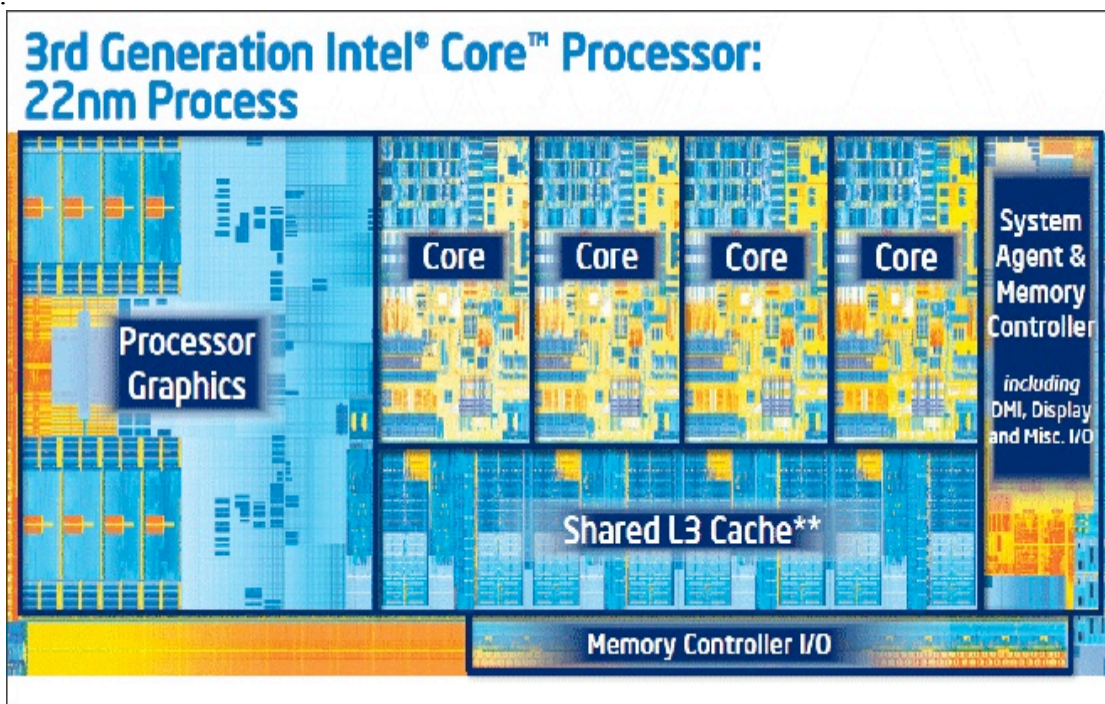 3rd Generation Intel® Core™ Processor:
22nm Process
Processor
Graphics
Core
Core
Core
Core
System
Agent &
Memory
Controller
including
DMI, Display
and Misc. I/O
Shared L3 Cache**
Memory Controller I/O